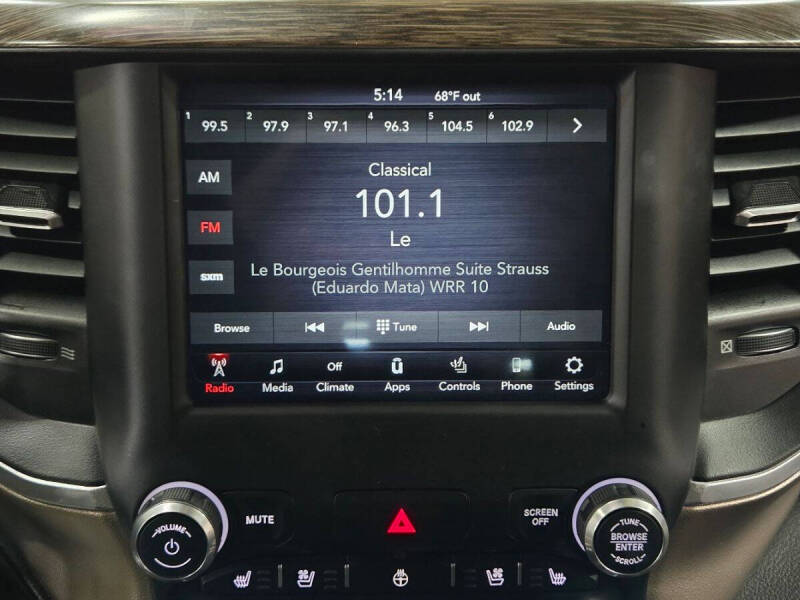 5:14 68°F out
1 99.5 2 97.9 3 97.1 4 96.3 5 104.5 6 102.9
AM
Classical
101.1
FM
Le
sxm
Le Bourgeois Gentilhomme Suite Strauss
(Eduardo Mata) WRR 10
Browse Tune Audio
Off
Radio Media Climate Apps Controls Phone Settings
VOLUME
MUTE
SCREEN
OFF
TUNE
BROWSE
ENTER
SCROLL